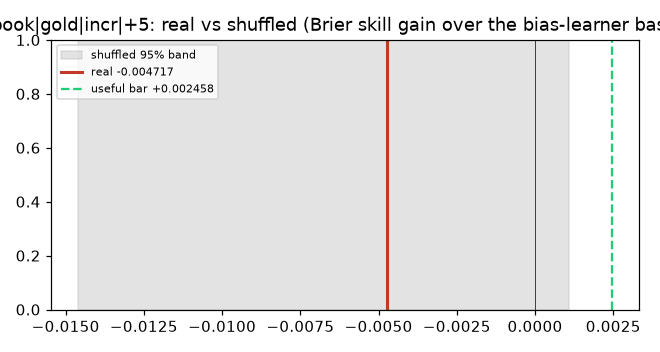 book|gold|incr|+5: real vs shuffled (Brier skill gain over the bias-learner bas
shuffled 95% band
real -0.004717
useful bar +0.002458
1.0
0.8
0.6
0.4
0.2
0.0
−0.0150 −0.0125 −0.0100 −0.0075 −0.0050 −0.0025 0.0000 0.0025